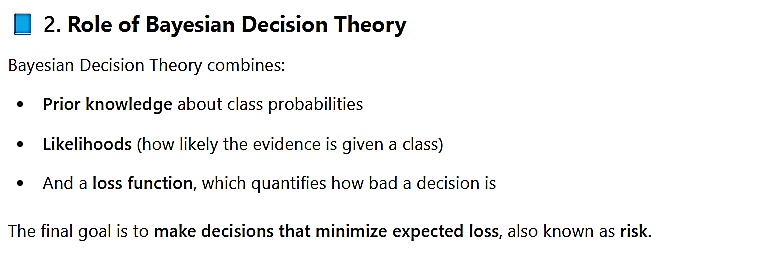 📘 2. Role of Bayesian Decision Theory
Bayesian Decision Theory combines:
• Prior knowledge about class probabilities
• Likelihoods (how likely the evidence is given a class)
• And a loss function, which quantifies how bad a decision is
The final goal is to make decisions that minimize expected loss, also known as risk.